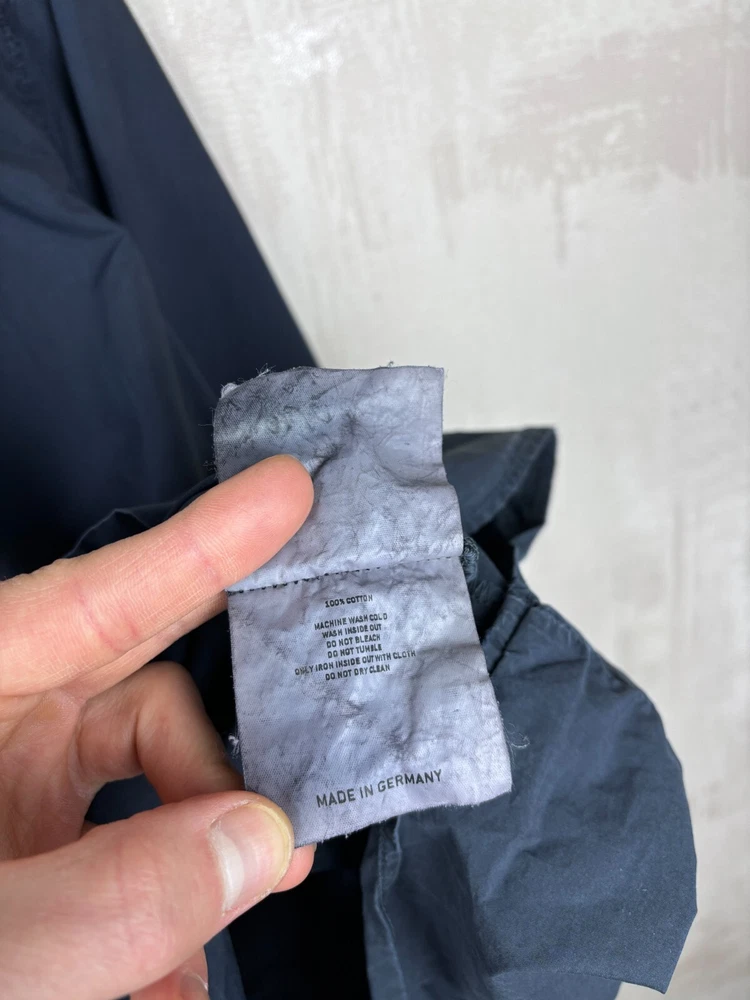 100% COTTON
MACHINE WASH COLD
WASH INSIDE OUT
DO NOT BLEACH
DO NOT TUMBLE
ONLY IRON INSIDE OUT WITH CLOTH
DO NOT DRY CLEAN
MADE IN GERMANY